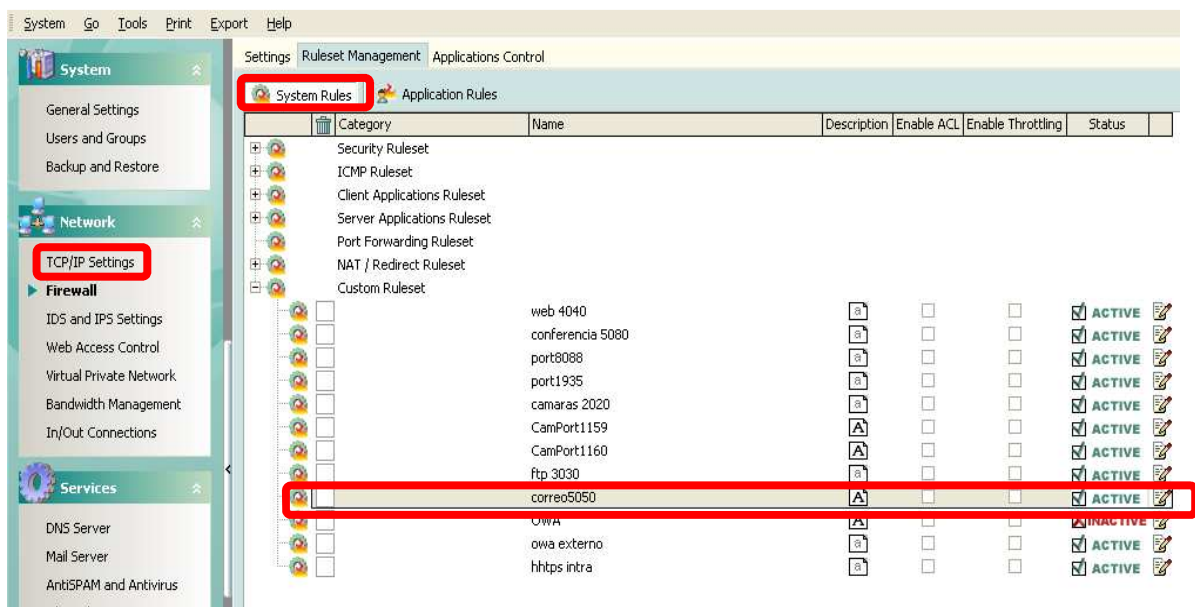 System Go Tools Print Export Help
System
General Settings
Users and Groups
Backup and Restore
Network
TCP/IP Settings
Firewall
IDS and IPS Settings
Web Access Control
Virtual Private Network
Bandwidth Management
In/Out Connections
Services
DNS Server
Mail Server
AntiSPAM and Antivirus
Settings Ruleset Management Applications Control
System Rules Application Rules
Category Name Description Enable ACL Enable Throttling Status
Security Ruleset
ICMP Ruleset
Client Applications Ruleset
Server Applications Ruleset
Port Forwarding Ruleset
NAT / Redirect Ruleset
Custom Ruleset
web 4040 a ACTIVE
conferencia 5080 a ACTIVE
port8088 a ACTIVE
port1935 a ACTIVE
camaras 2020 a ACTIVE
CamPort1159 A ACTIVE
CamPort1160 A ACTIVE
ftp 3030 a ACTIVE
correo5050 A ACTIVE
OWA A INACTIVE
owa externo a ACTIVE
hhtps intra a ACTIVE